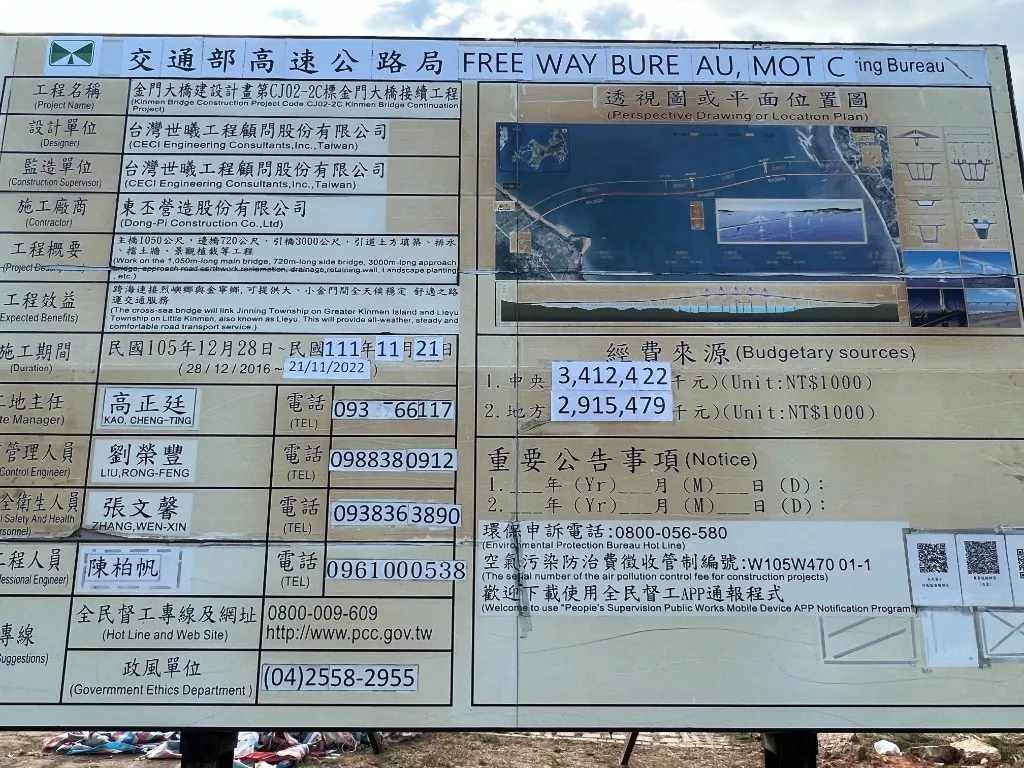 交通部高速公路局 FREE WAY BURE AU, MOT C ing Bureau
工程名稱
(Project Name)
金門大橋建設計畫第CJ02-2C標金門大橋接續工程
(Kinmen Bridge Construction Project Code:CJ02-2C Kinmen Bridge Continuation
Project)
設計單位
(Designer)
台灣世曦工程顧問股份有限公司
(CECI Engineering Consultants,Inc.,Taiwan)
監造單位
(Construction Supervisor)
台灣世曦工程顧問股份有限公司
(CECI Engineering Consultants,Inc.,Taiwan)
施工廠商
(Contractor)
東丕營造股份有限公司
(Dong-Pi Construction Co.,Ltd)
工程概要
(Project
主橋1050公尺，邊橋720公尺，引橋3000公尺，引道土方填築、排水
、擋土牆、景觀植栽等工程
(Work on the 1,050m-long main bridge, 720m-long side bridge, 3000m-long approach
bridge, approach road earthwork reclamation, drainage,retaining wall, Landscape planting
, etc.)
工程效益
Expected Benefits)
跨海連接烈嶼鄉與金寧鄉,可提供大、小金門間全天候穩定 舒適之路
運交通服務
(The cross-sea bridge will link Jinning Township on Greater Kinmen Island and Lieyu
Township on Little Kinmen, also known as Lieyu. This will provide all-weather, steady and
comfortable road transport service.)
施工期間
(Duration)
民國105年12月28日~民國111年11月21日
(28/12/2016~21/11/2022
工地主任
te Manager)
高正廷
KAO, CHENG-TING
電話
(TEL)
093 66117
管理人員
Control Engineer)
劉榮豐
LIU,RONG-FENG
電話
(TEL)
0988380912
全衛生人員
Safety And Health
rsonnel)
張文馨
ZHANG,WEN-XIN
電話
(TEL)
0938363890
工程人員
fessional Engineer)
陳柏帆
電話
(TEL)
0961000538
專線
uggestions)
全民督工專線及網址
(Hot Line and Web Site)
0800-009-609
http://www.pcc.gov.tw
政風單位
(Government Ethics Department )
(04)2558-2955
透視圖或平面位置圖
(Perspective Drawing or Location Plan)
經費來源(Budgetary sources)
1.中央 3,412,422千元)(Unit:NT$1000)
2.地方 2,915,479千元)(Unit:NT$1000)
重要公告事項(Notice)
1.___年(Yr)___月(M)___日(D):
2.___年(Yr)___月(M)___日(D):
環保申訴電話:0800-056-580
(Environmental Protection Bureau Hot Line)
空氣污染防治費徵收管制編號:W105W470 01-1
(The serial number of the air pollution control fee for construction projects)
歡迎下載使用全民督工APP通報程式
(Welcome to use "People's Supervision Public Works Mobile Device APP Notification Program"